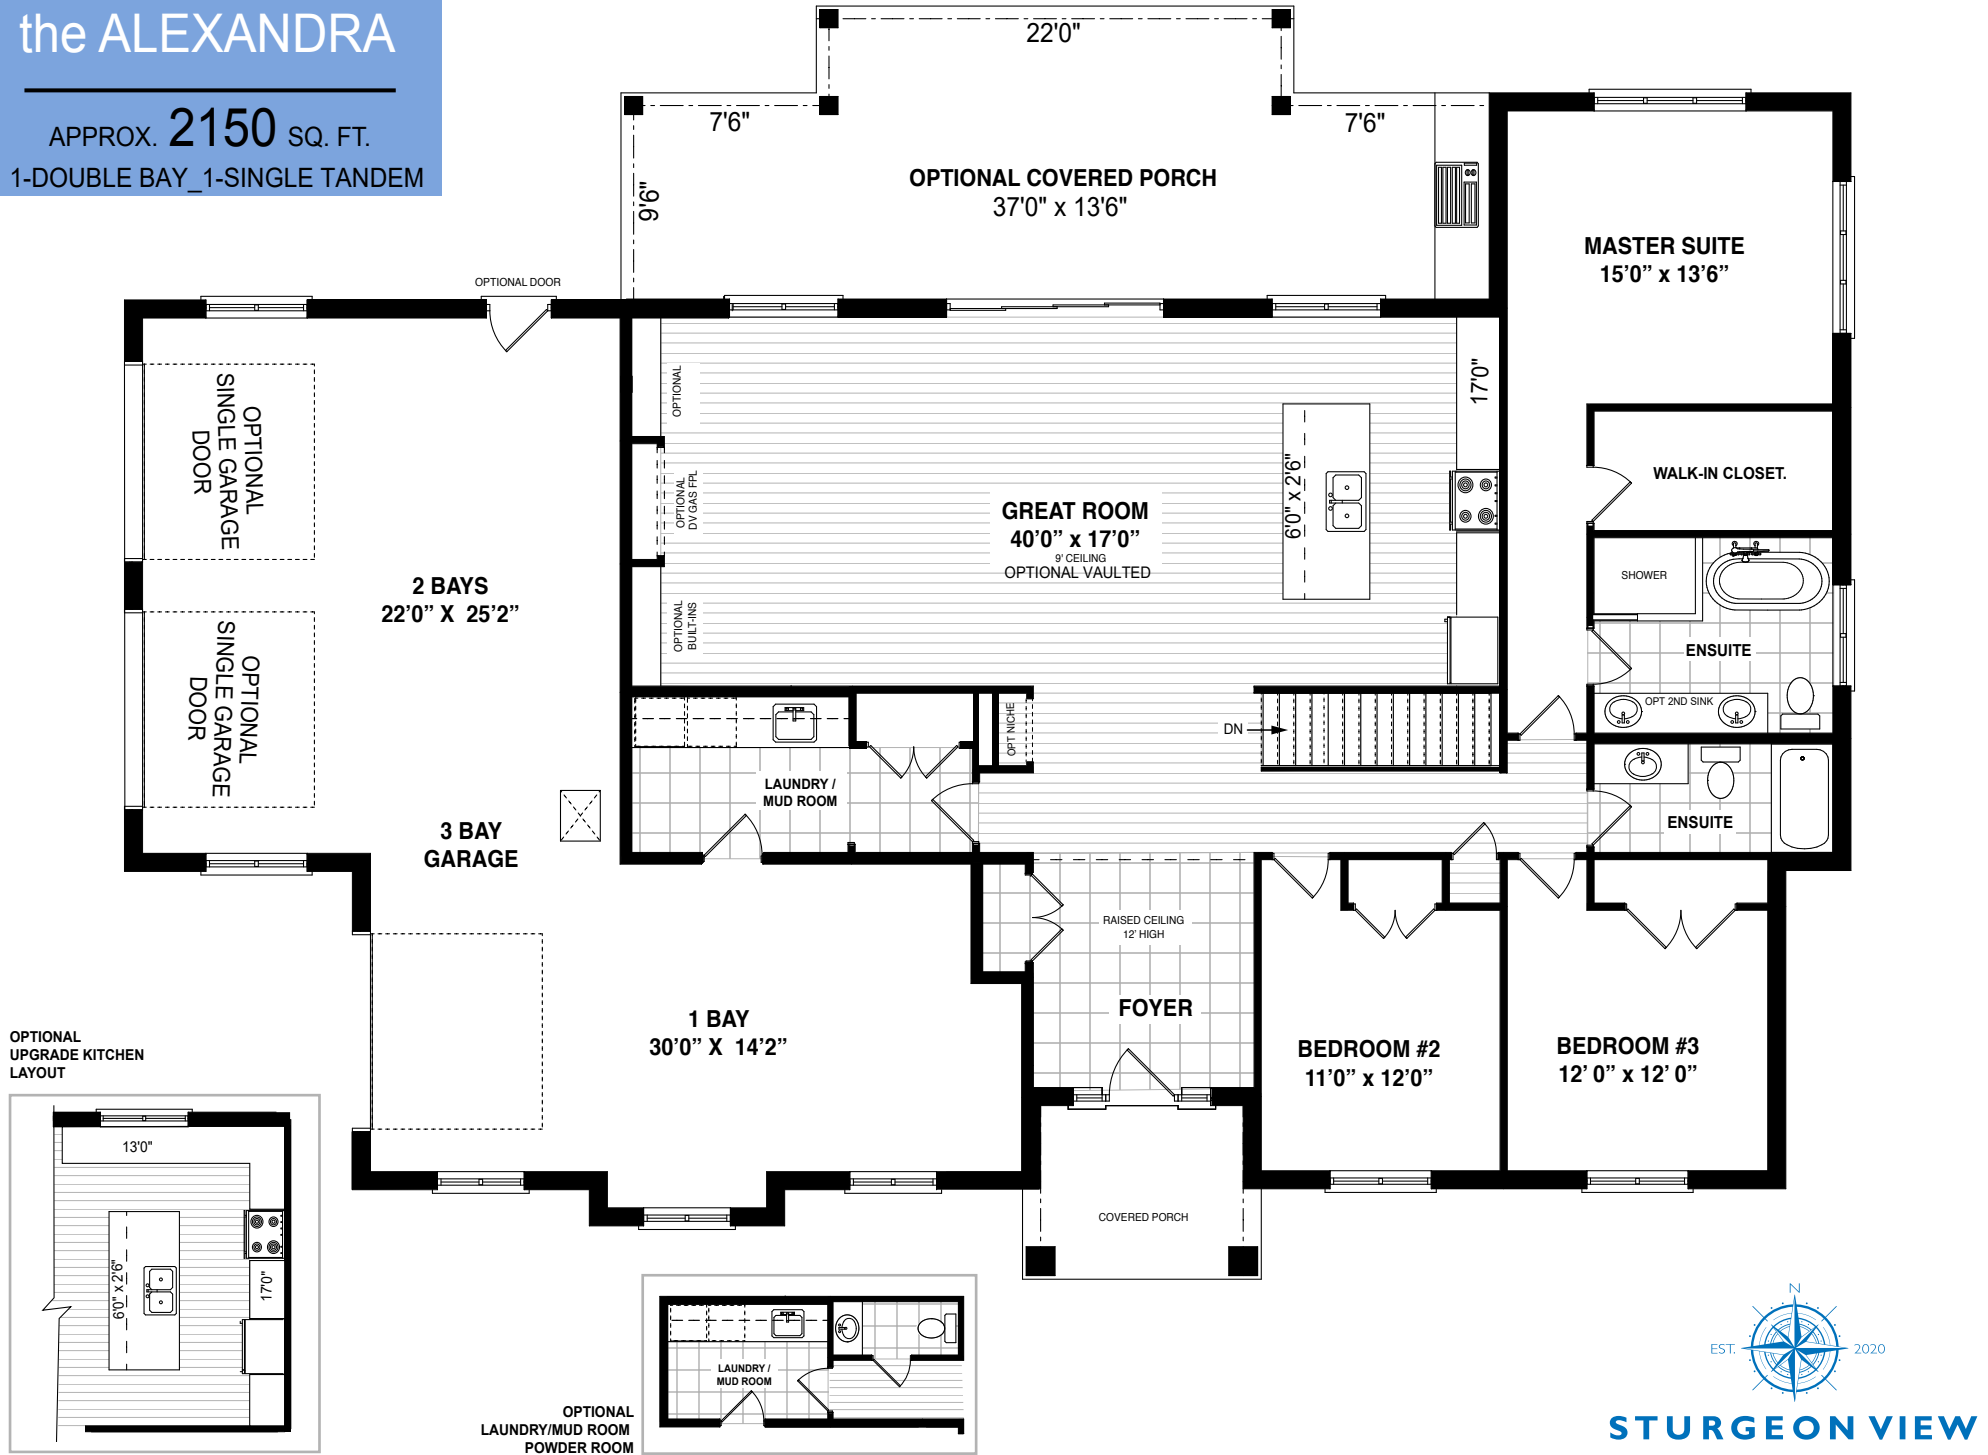 the ALEXANDRA
APPROX. 2150 SQ. FT.
1-DOUBLE BAY_1-SINGLE TANDEM
22'0"
7'6"
7'6"
9'6"
OPTIONAL COVERED PORCH
37'0" x 13'6"
MASTER SUITE
15'0” x 13'6”
OPTIONAL DOOR
OPTIONAL
SINGLE GARAGE
DOOR
OPTIONAL
SINGLE GARAGE
DOOR
2 BAYS
22’0” X 25’2”
3 BAY
GARAGE
1 BAY
30’0” X 14’2”
OPTIONAL
OPTIONAL
DV GAS FPL
OPTIONAL
BUILT-INS
GREAT ROOM
40’0” x 17’0”
9' CEILING
OPTIONAL VAULTED
6'0" x 2'6"
17'0"
WALK-IN CLOSET.
SHOWER
ENSUITE
OPT 2ND SINK
ENSUITE
OPT NICHE
DN
LAUNDRY /
MUD ROOM
RAISED CEILING
12’ HIGH
FOYER
BEDROOM #2
11’0” x 12’0”
BEDROOM #3
12’ 0” x 12’ 0”
COVERED PORCH
OPTIONAL
UPGRADE KITCHEN
LAYOUT
13'0"
6'0" x 2'6"
17'0"
LAUNDRY /
MUD ROOM
OPTIONAL
LAUNDRY/MUD ROOM
POWDER ROOM
N
EST. 2020
STURGEON VIEW